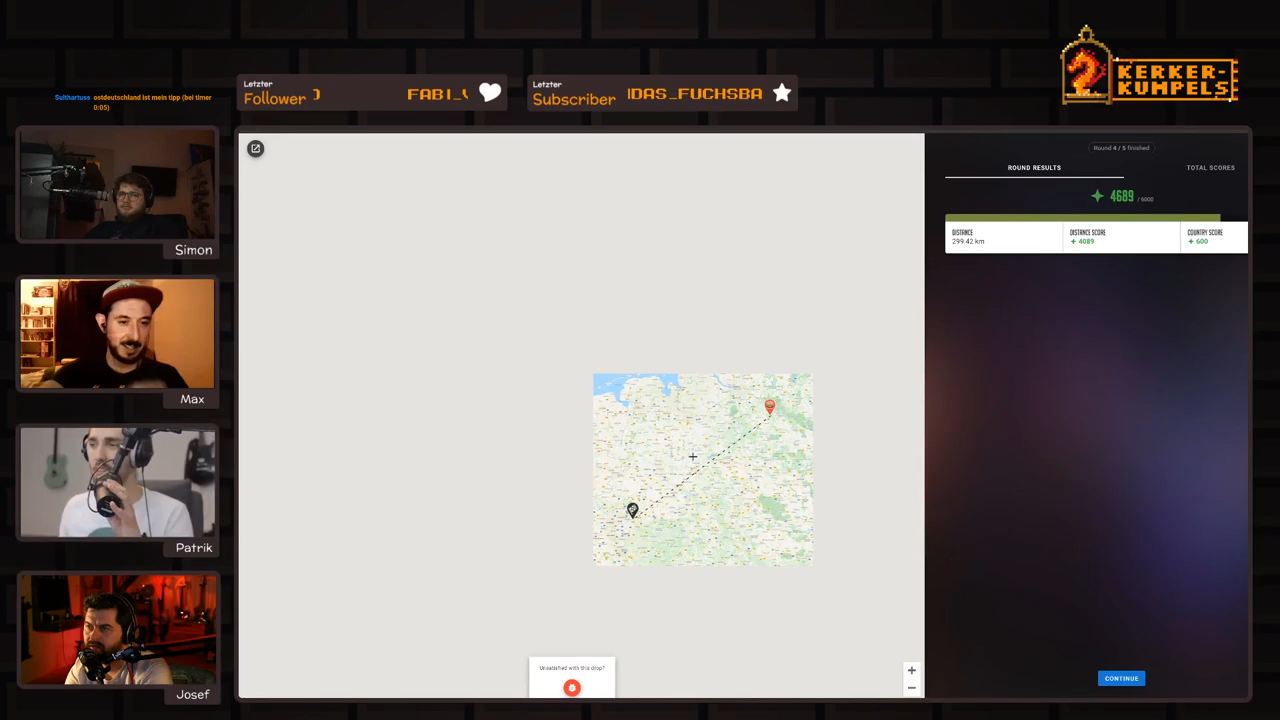 KERKER-
KUMPELS
Letzter
Follower
FABI_
Letzter
Subscriber
IDAS_FUCHSBA
Sulthartuss ostdeutschland ist mein tipp (bei timer
0:05)
Simon
Max
Patrik
Josef
Round 4 / 5 finished
ROUND RESULTS
TOTAL SCORES
4689 / 6000
DISTANCE
299.42 km
DISTANCE SCORE
+ 4089
COUNTRY SCORE
+ 600
Unsatisfied with this drop?
+
−
CONTINUE